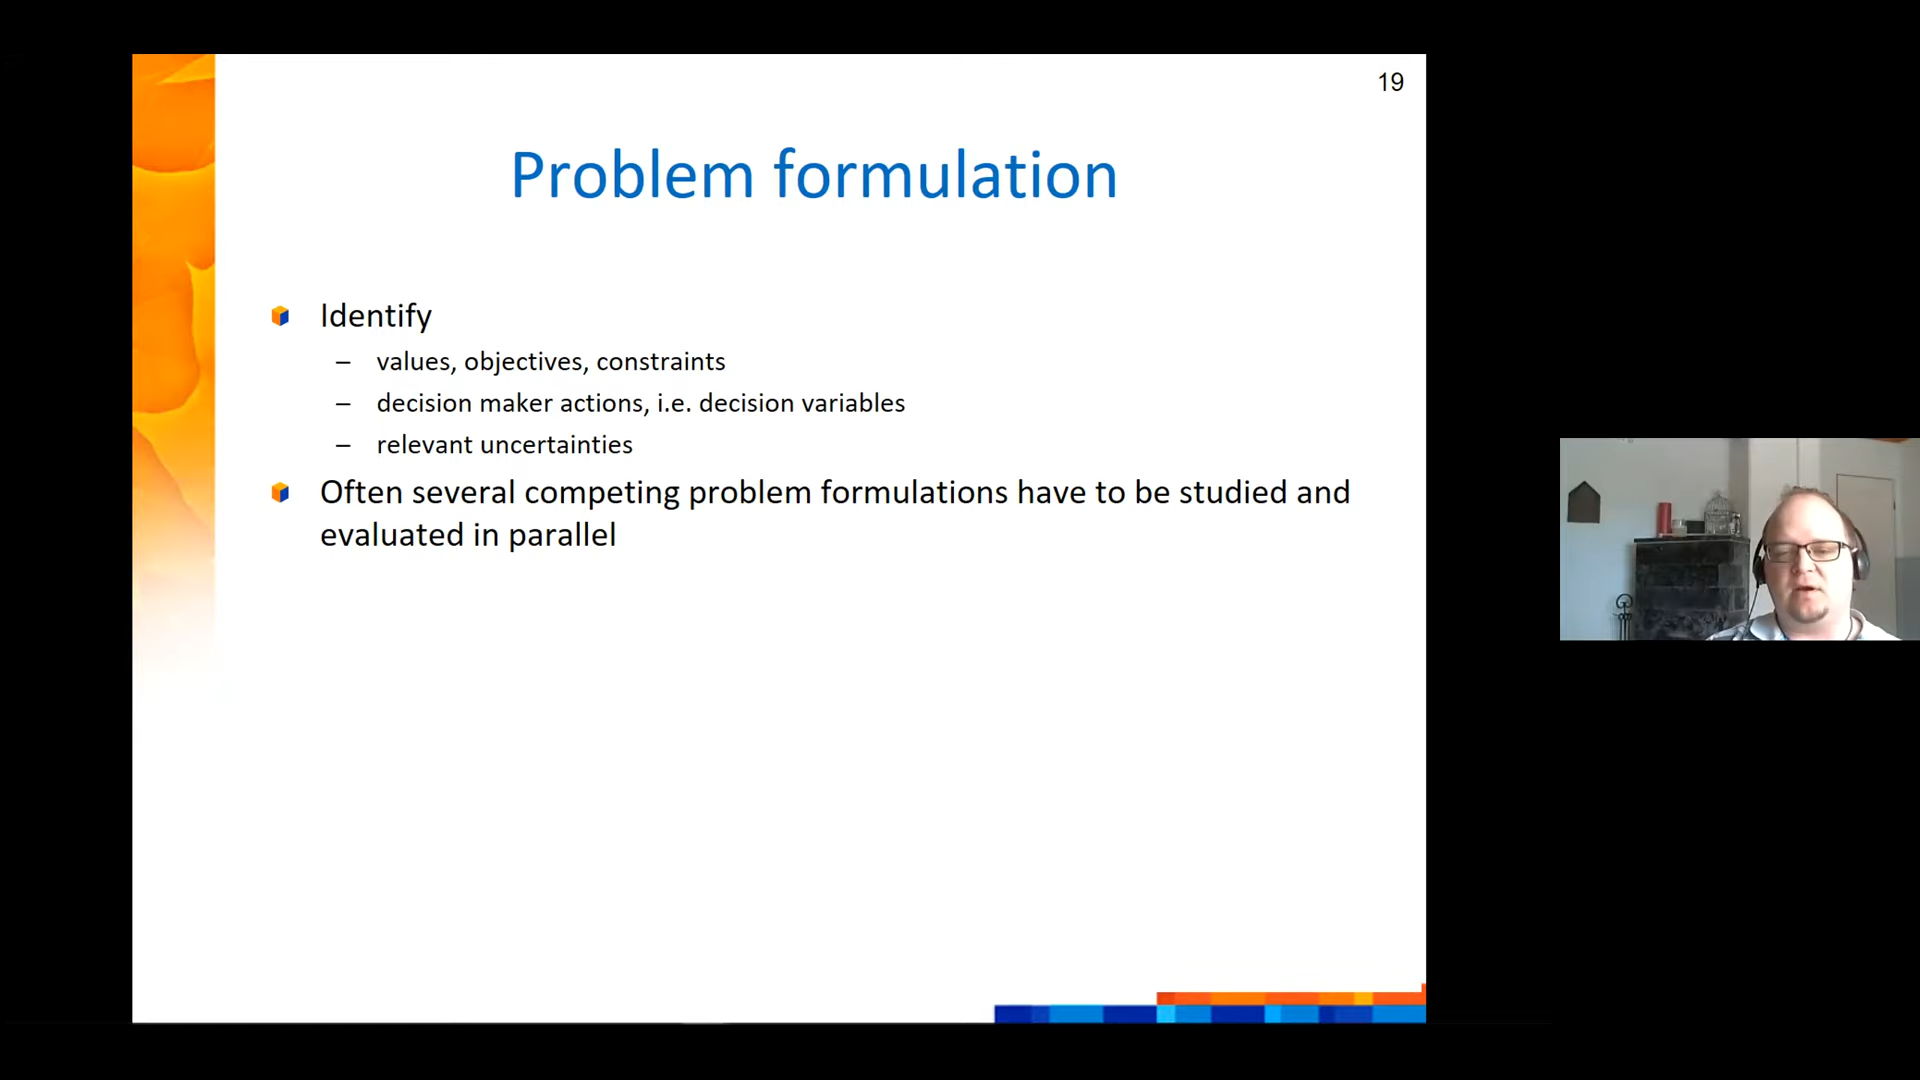 19
Problem formulation
Identify
– values, objectives, constraints
– decision maker actions, i.e. decision variables
– relevant uncertainties
Often several competing problem formulations have to be studied and
evaluated in parallel